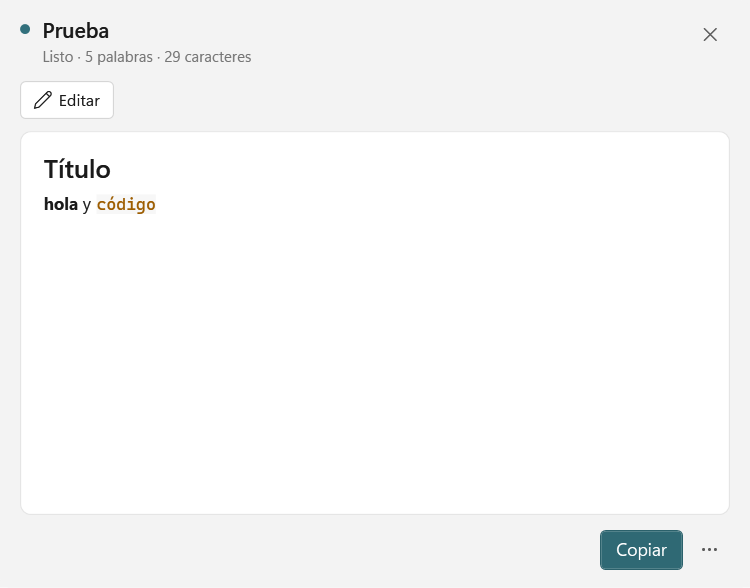 Prueba
Listo · 5 palabras · 29 caracteres
Editar
Título
hola y código
Copiar